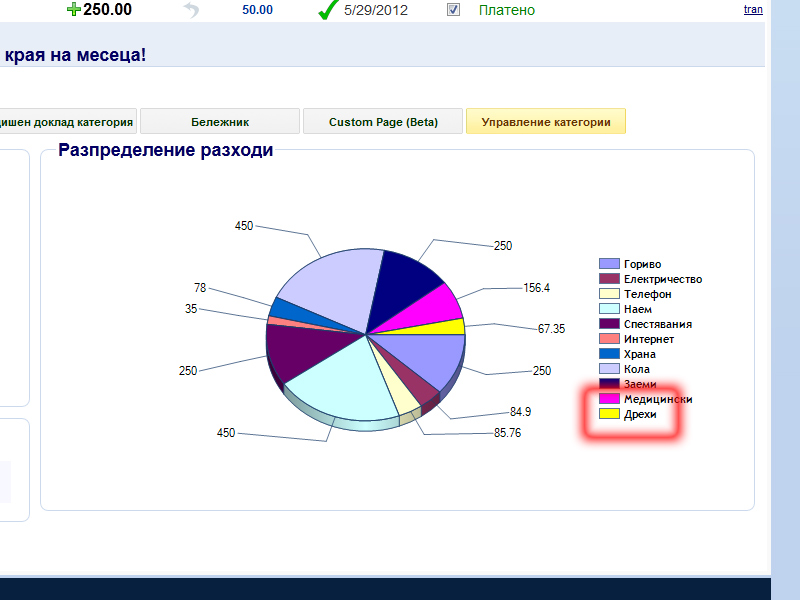 250.00 50.00 5/29/2012 Платено tran
края на месеца!
дишен доклад категория Бележник Custom Page (Beta) Управление категории
Разпределение разходи
450
250
78
156.4
35
67.35
250
250
84.9
450
85.76
Гориво
Електричество
Телефон
Наем
Спестявания
Интернет
Храна
Кола
Заеми
Медицински
Дрехи